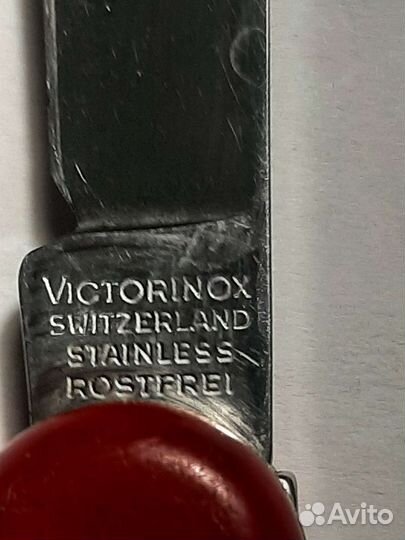 VICTORINOX
SWITZERLAND
STAINLESS
ROSTFREI
Avito